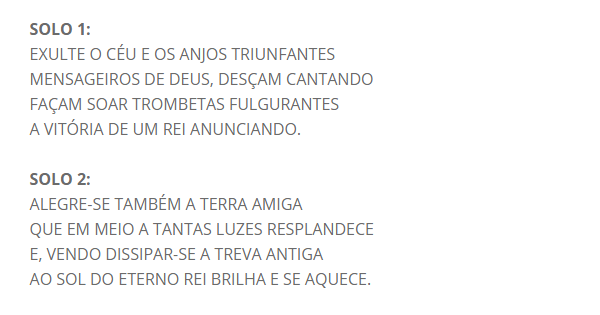 SOLO 1:
EXULTE O CÉU E OS ANJOS TRIUNFANTES
MENSAGEIROS DE DEUS, DESÇAM CANTANDO
FAÇAM SOAR TROMBETAS FULGURANTES
A VITÓRIA DE UM REI ANUNCIANDO.
SOLO 2:
ALEGRE-SE TAMBÉM A TERRA AMIGA
QUE EM MEIO A TANTAS LUZES RESPLANDECE
E, VENDO DISSIPAR-SE A TREVA ANTIGA
AO SOL DO ETERNO REI BRILHA E SE AQUECE.